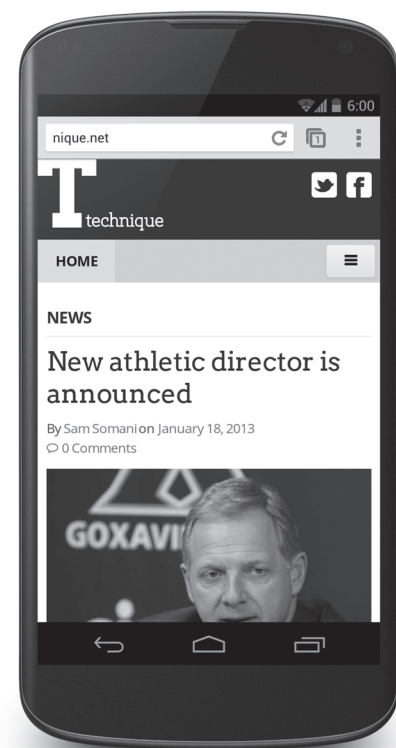 6:00
nique.net
1
T
technique
HOME
NEWS
New athletic director is
announced
By Sam Somani on January 18, 2013
0 Comments
GOXAVI